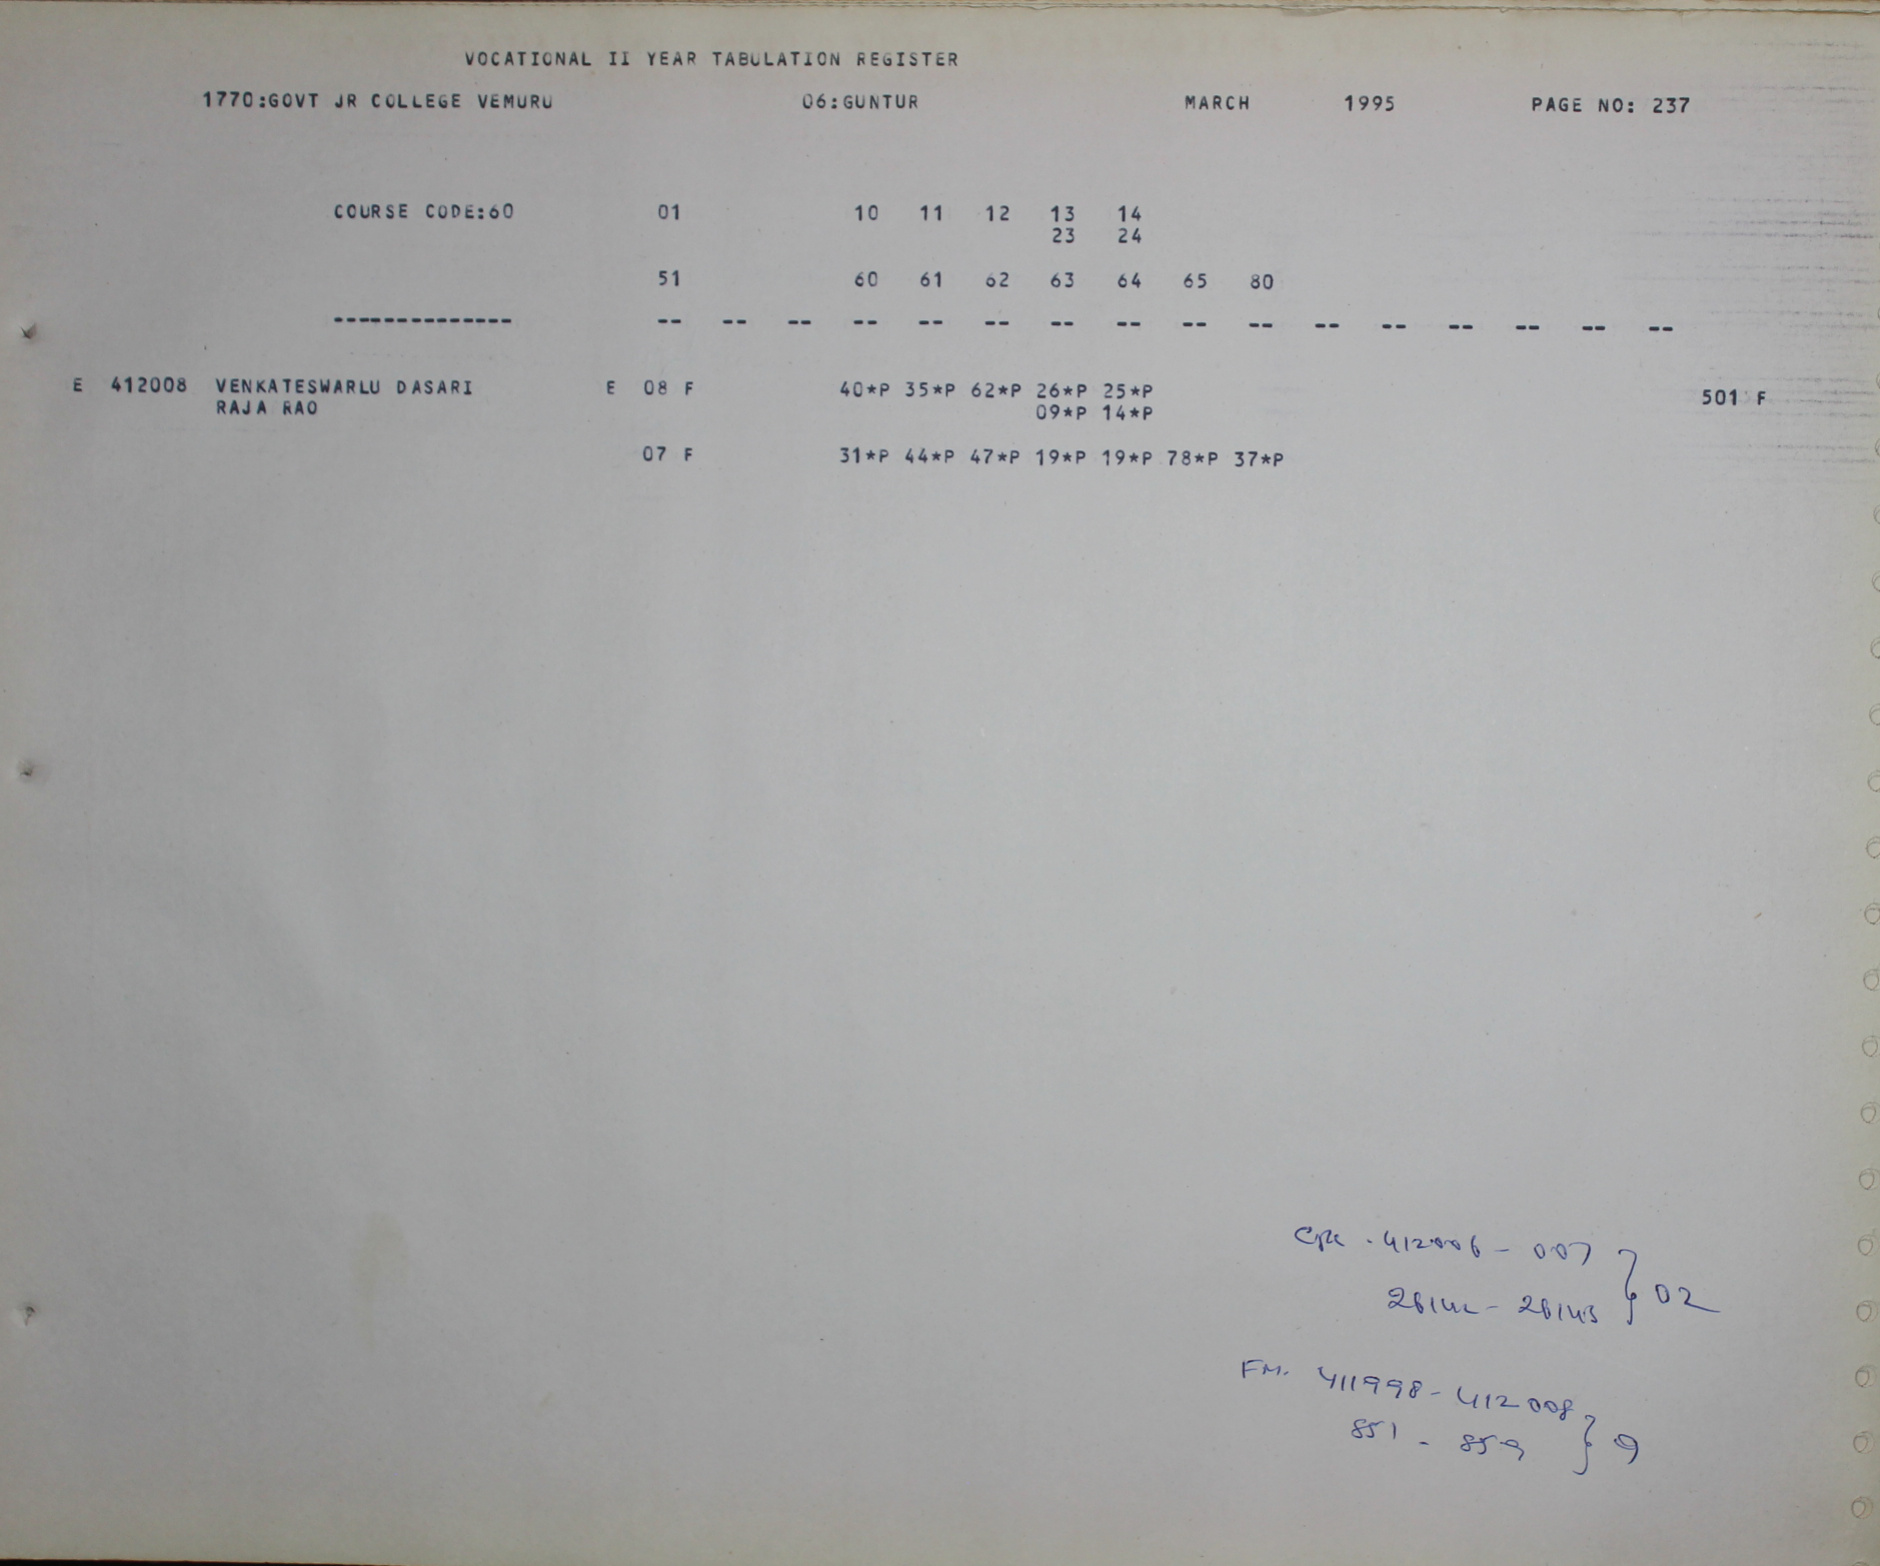 VOCATIONAL II YEAR TABULATION REGISTER
1770:GOVT JR COLLEGE VEMURU 06:GUNTUR MARCH 1995 PAGE NO: 237
COURSE CODE:60 01 10 11 12 13 14
23 24
51 60 61 62 63 64 65 80
-------------- -- -- -- -- -- -- -- -- -- -- -- -- -- -- -- --
E 412008 VENKATESWARLU DASARI E 08 F 40*P 35*P 62*P 26*P 25*P 501 F
RAJA RAO 09*P 14*P
07 F 31*P 44*P 47*P 19*P 19*P 78*P 37*P
412006 - 007 } 02
FM. 411998 - 412008
851 - 859 } 9